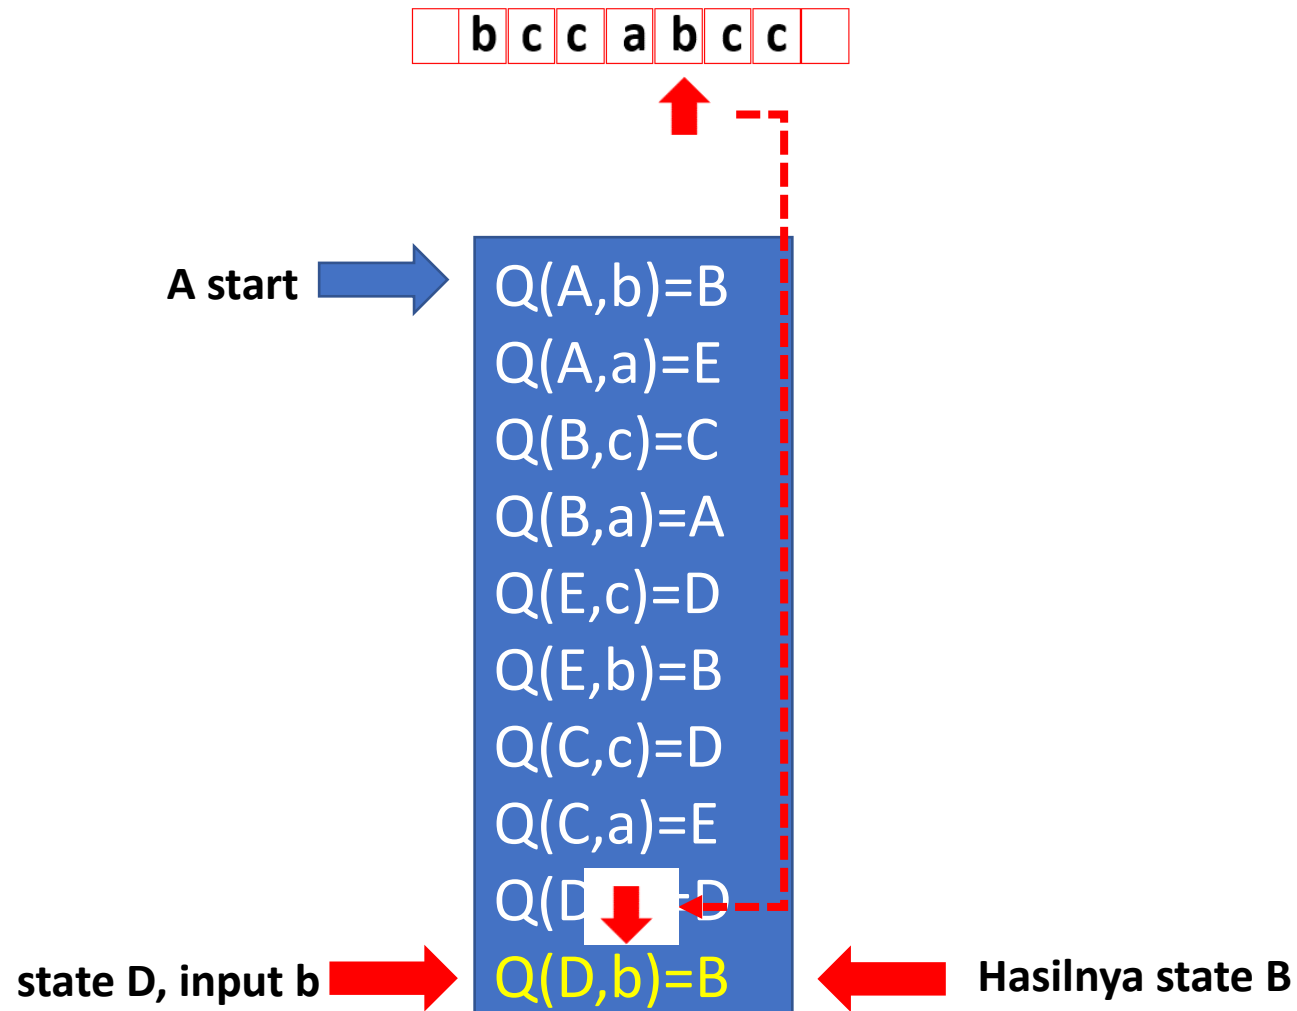 b c c a b c c
A start
Q(A,b)=B
Q(A,a)=E
Q(B,c)=C
Q(B,a)=A
Q(E,c)=D
Q(E,b)=B
Q(C,c)=D
Q(C,a)=E
Q(D =D
state D, input b
Q(D,b)=B
Hasilnya state B